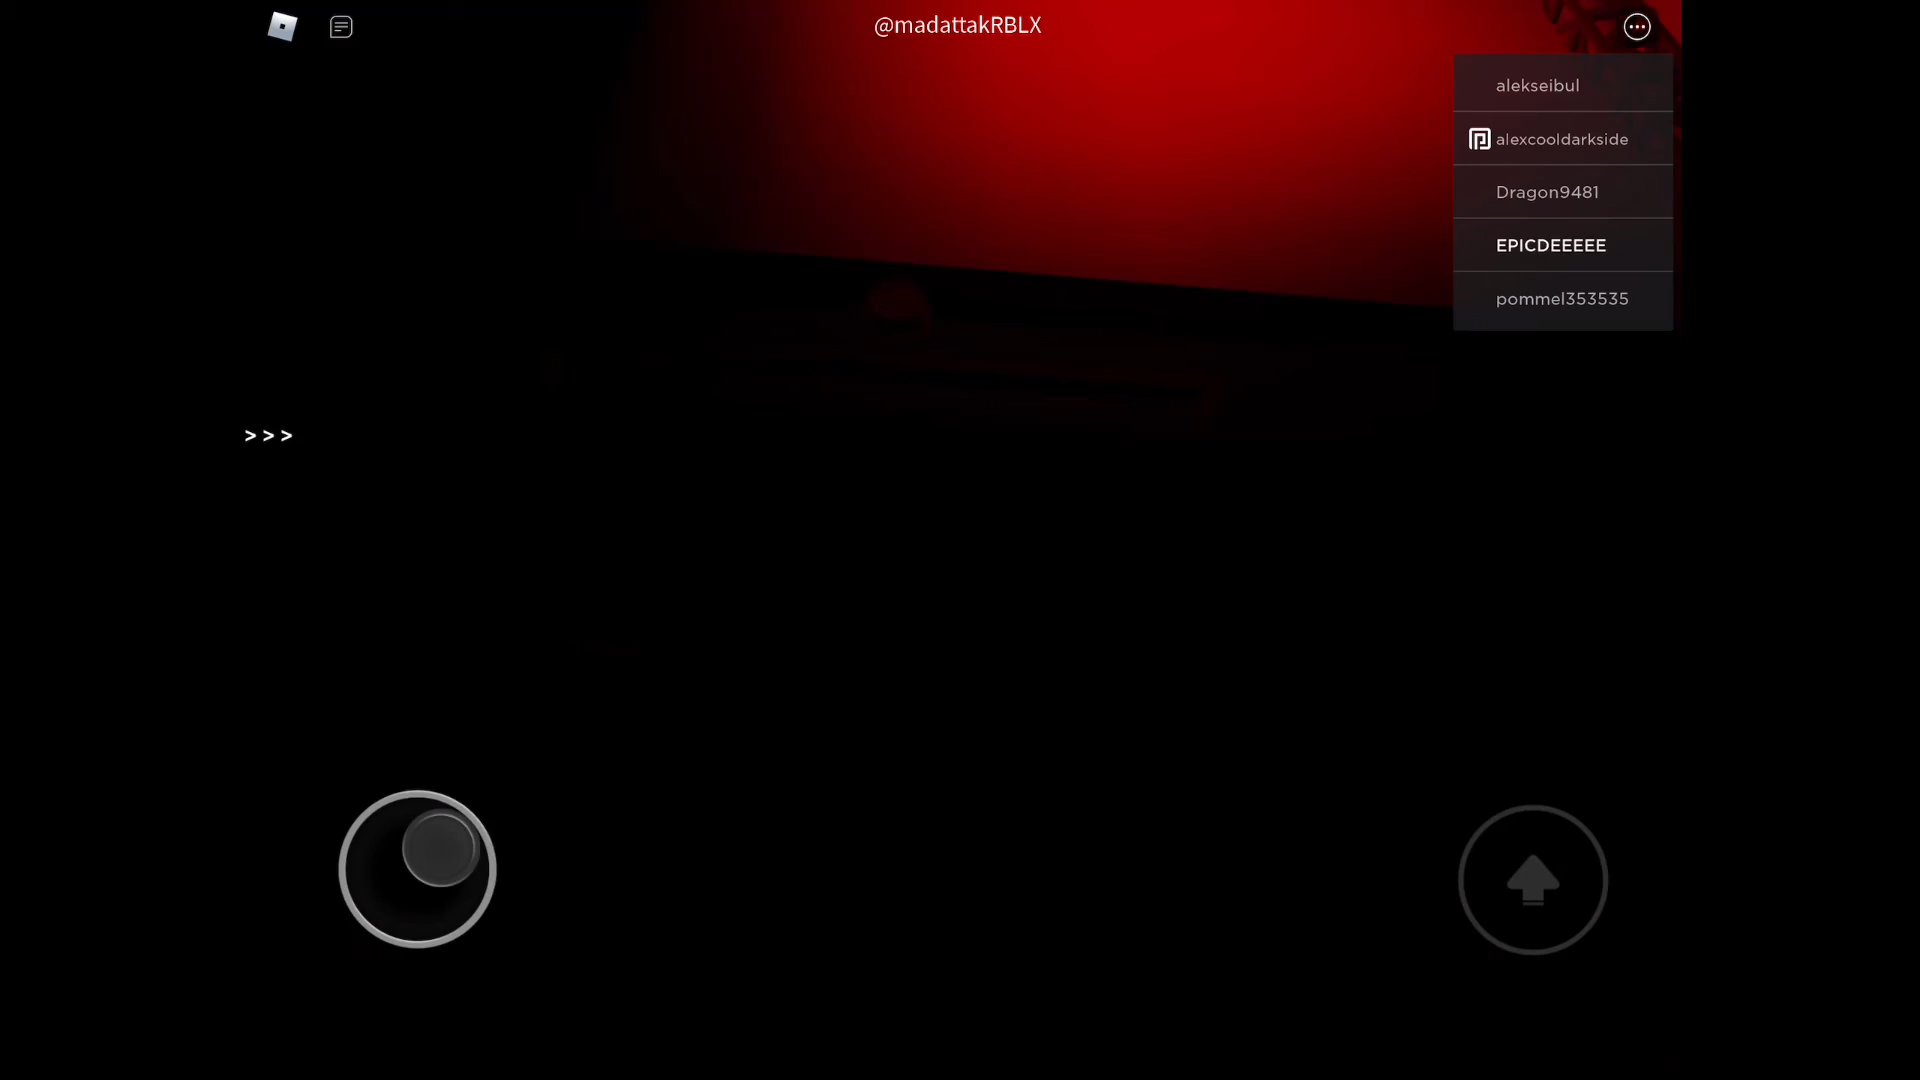 @madattakRBLX
alekseibul
alexcooldarkside
Dragon9481
EPICDEEEEE
pommel353535
>>>